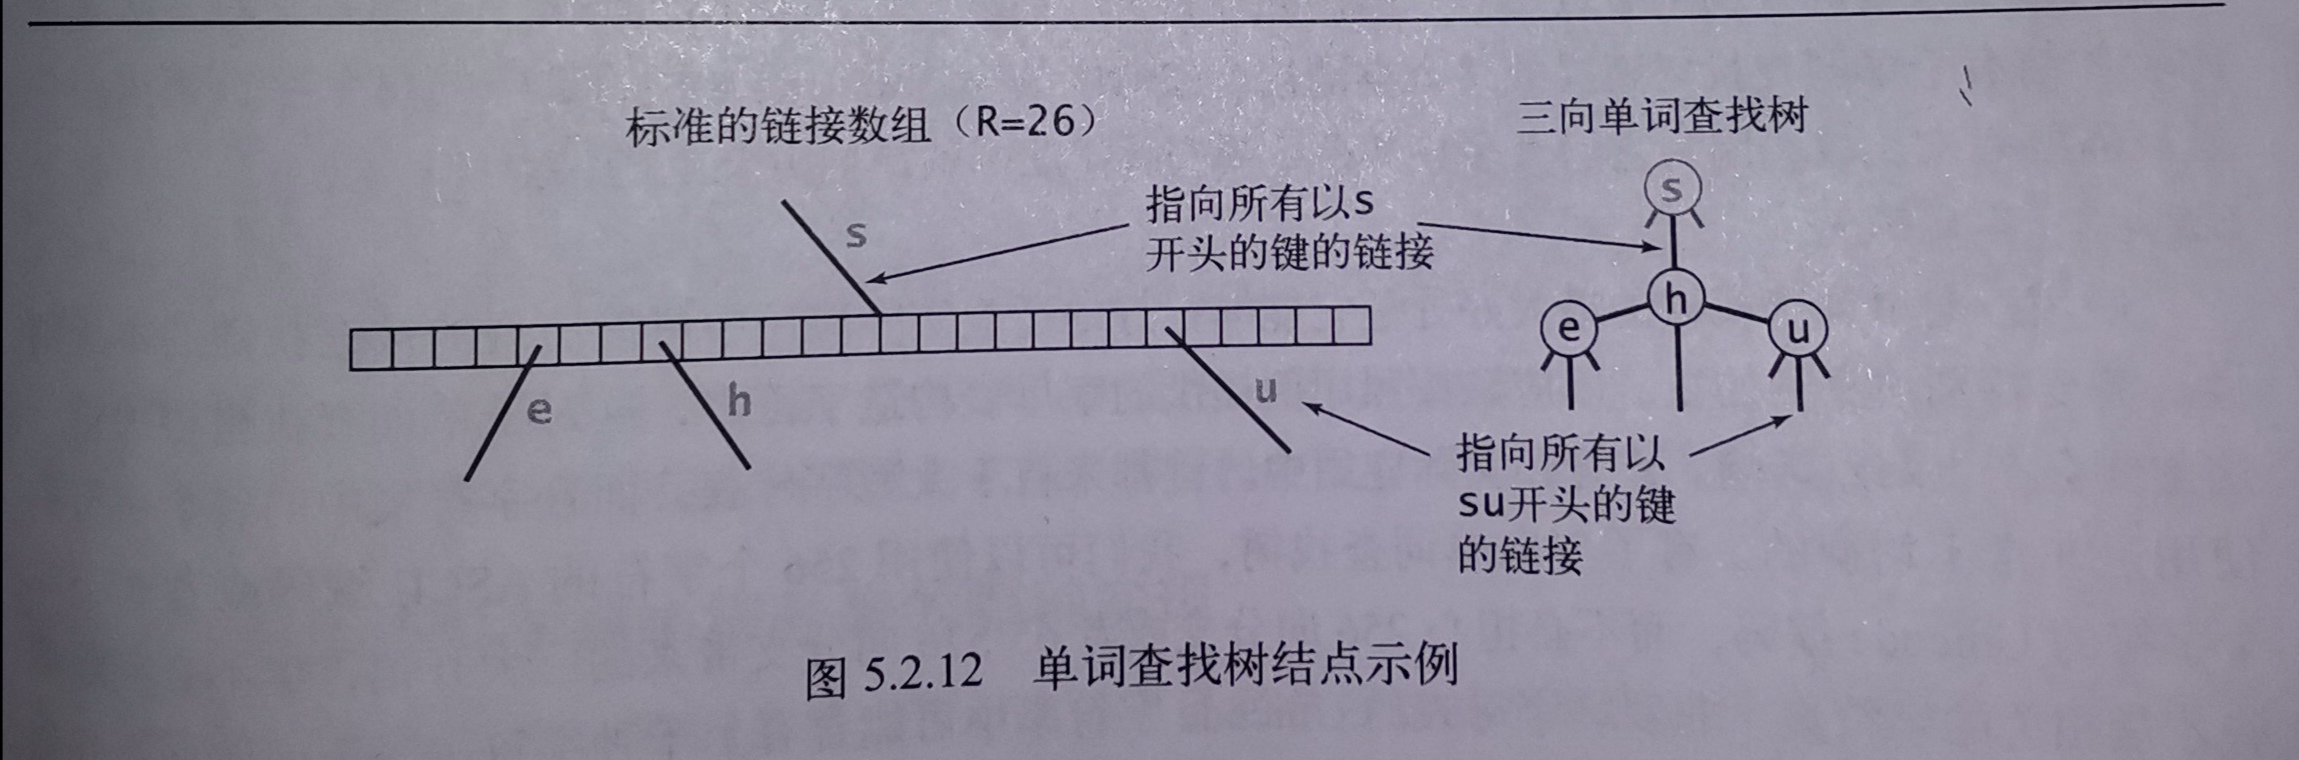 标准的链接数组（R=26）
三向单词查找树
s
指向所有以s
开头的键的链接
s
h
e
u
e
h
u
指向所有以
su开头的键
的链接
图 5.2.12 单词查找树结点示例